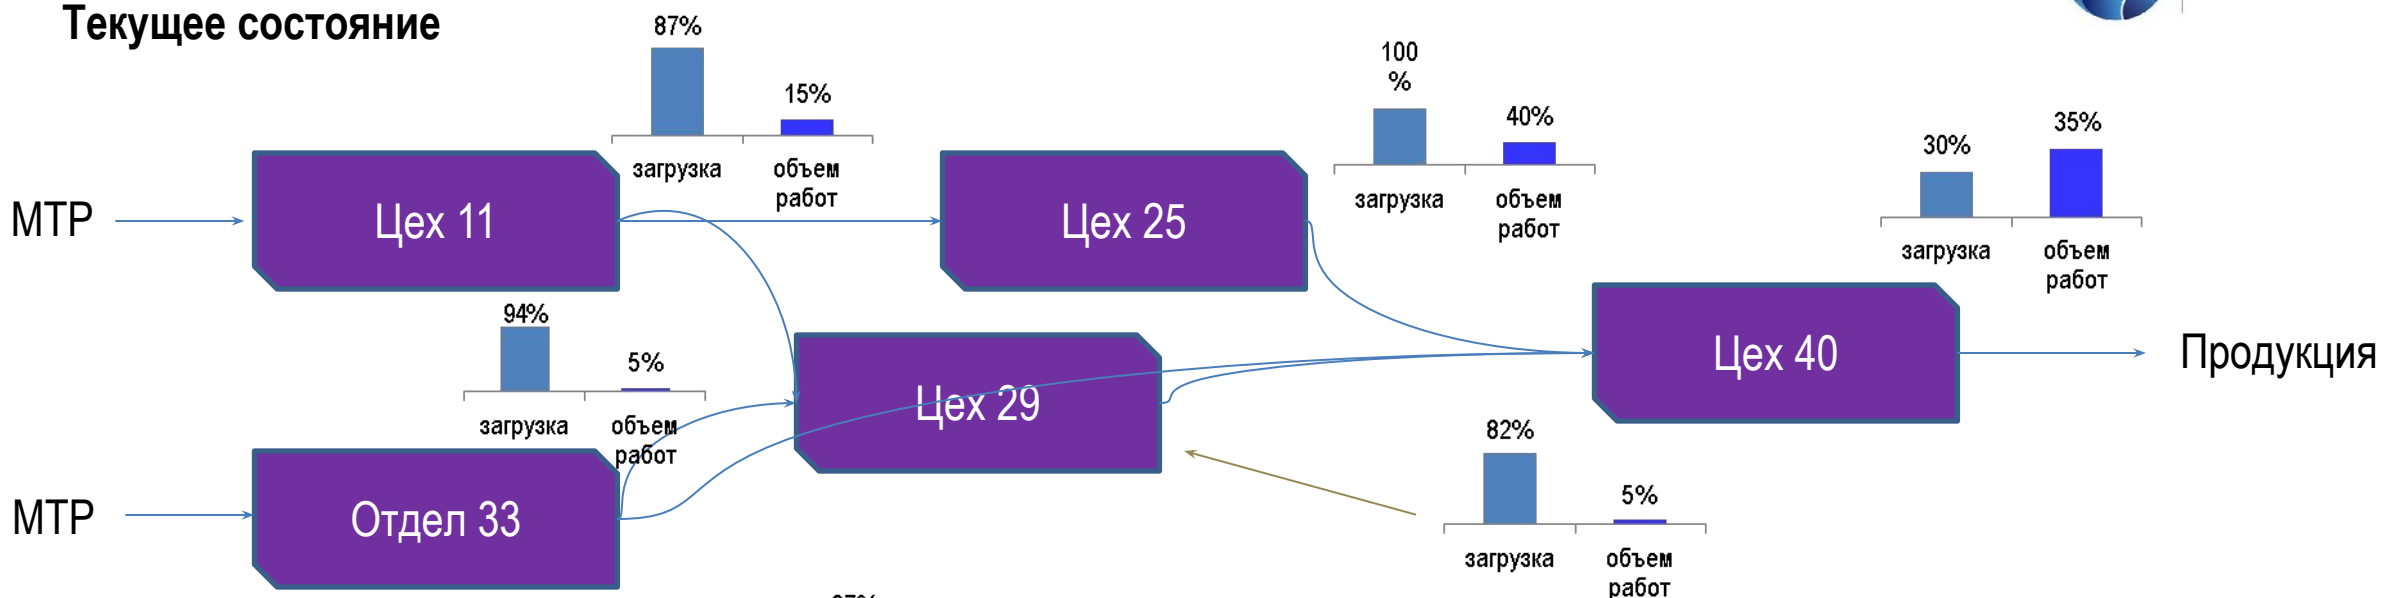 Текущее состояние
87%
15%
загрузка
объем
работ
100
%
40%
загрузка
объем
работ
30%
35%
загрузка
объем
работ
МТР
Цех 11
Цех 25
94%
5%
загрузка
объем
работ
Цех 29
Цех 40
Продукция
82%
5%
загрузка
объем
работ
МТР
Отдел 33